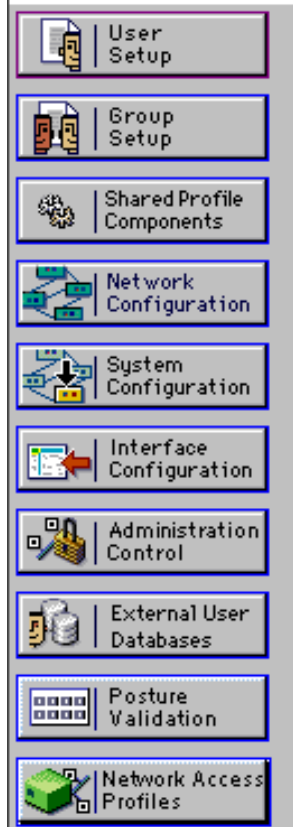 User
Setup
Group
Setup
Shared Profile
Components
Network
Configuration
System
Configuration
Interface
Configuration
Administration
Control
External User
Databases
Posture
Validation
Network Access
Profiles